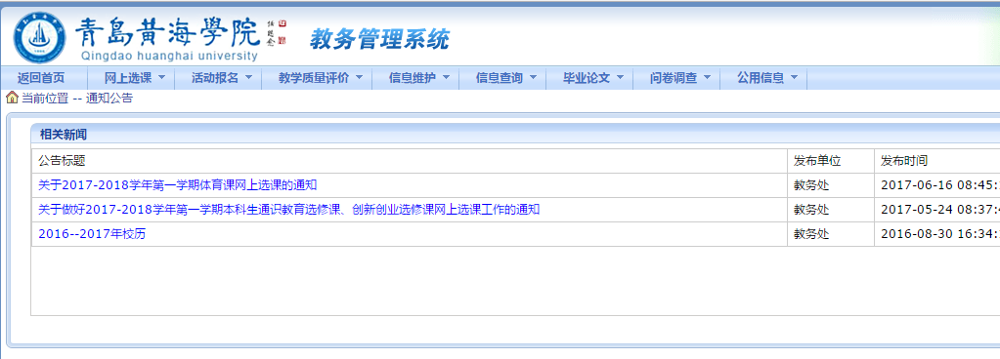 青島黄海學院 教务管理系统
Qingdao huanghai university
返回首页 网上选课 活动报名 教学质量评价 信息维护 信息查询 毕业论文 问卷调查 公用信息
当前位置 -- 通知公告
相关新闻
公告标题 发布单位 发布时间
关于2017-2018学年第一学期体育课网上选课的通知 教务处 2017-06-16 08:45:
关于做好2017-2018学年第一学期本科生通识教育选修课、创新创业选修课网上选课工作的通知 教务处 2017-05-24 08:37:4
2016--2017年校历 教务处 2016-08-30 16:34: